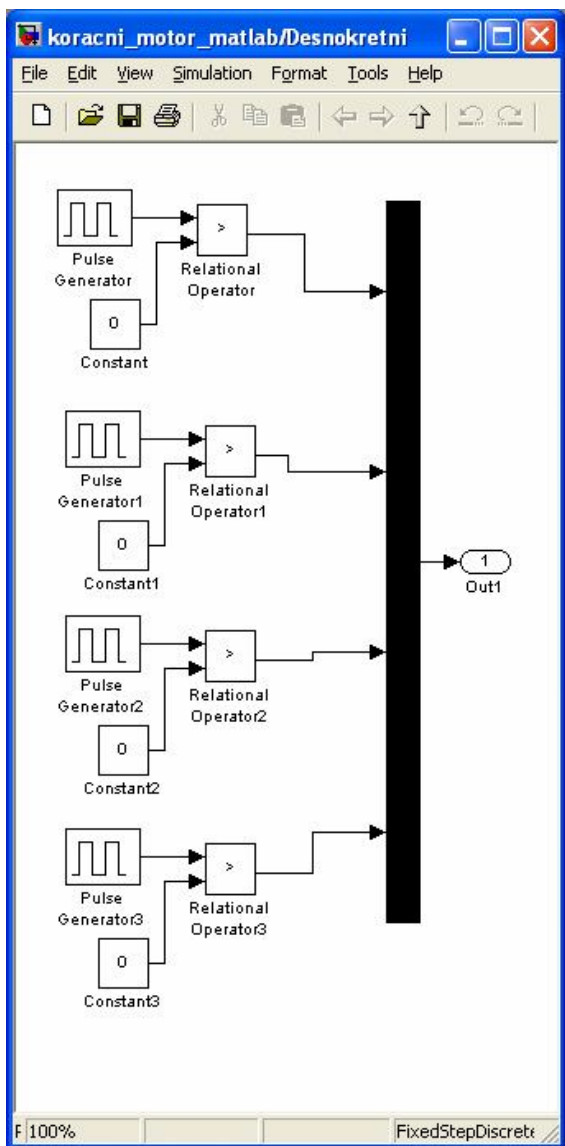 koracni_motor_matlab/Desnokretni
File Edit View Simulation Format Tools Help
Pulse
Generator
>
Relational
Operator
0
Constant
Pulse
Generator1
>
Relational
Operator1
0
Constant1
1
Out1
Pulse
Generator2
>
Relational
Operator2
0
Constant2
Pulse
Generator3
>
Relational
Operator3
0
Constant3
100%
FixedStepDiscrete